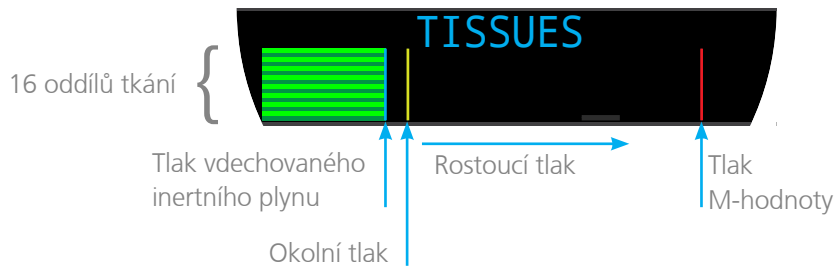 TISSUES
16 oddílů tkání
{
Tlak vdechovaného
inertního plynu
Rostoucí tlak
Tlak
M-hodnoty
Okolní tlak